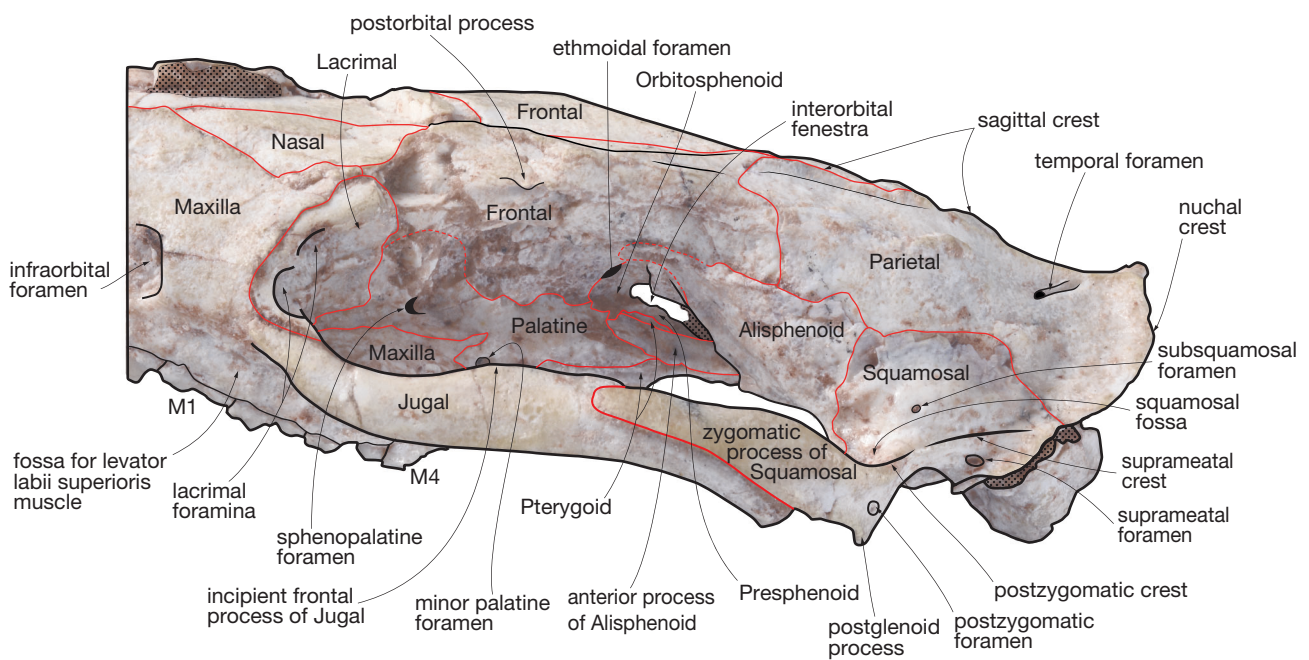 postorbital process
ethmoidal foramen
Lacrimal
Orbitosphenoid
interorbital
fenestra
Frontal
sagittal crest
Nasal
temporal foramen
Maxilla
Frontal
nuchal
crest
Parietal
infraorbital
foramen
Palatine
Alisphenoid
Maxilla
Squamosal
subsquamosal
foramen
Jugal
M1
squamosal
fossa
zygomatic
process of
Squamosal
fossa for levator
labii superioris
muscle
lacrimal
foramina
M4
suprameatal
crest
Pterygoid
suprameatal
foramen
sphenopalatine
foramen
incipient frontal
process of Jugal
minor palatine
foramen
anterior process
of Alisphenoid
Presphenoid
postzygomatic crest
postglenoid
process
postzygomatic
foramen